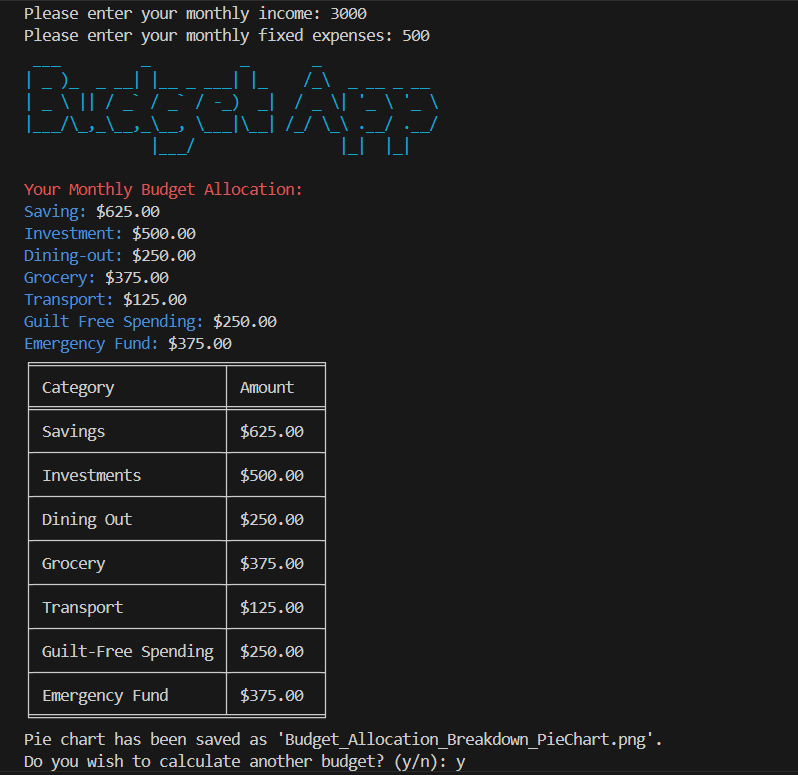 Please enter your monthly income: 3000
Please enter your monthly fixed expenses: 500
Budget App
Your Monthly Budget Allocation:
Saving: $625.00
Investment: $500.00
Dining-out: $250.00
Grocery: $375.00
Transport: $125.00
Guilt Free Spending: $250.00
Emergency Fund: $375.00
Category Amount
Savings $625.00
Investments $500.00
Dining Out $250.00
Grocery $375.00
Transport $125.00
Guilt-Free Spending $250.00
Emergency Fund $375.00
Pie chart has been saved as 'Budget_Allocation_Breakdown_PieChart.png'.
Do you wish to calculate another budget? (y/n): y